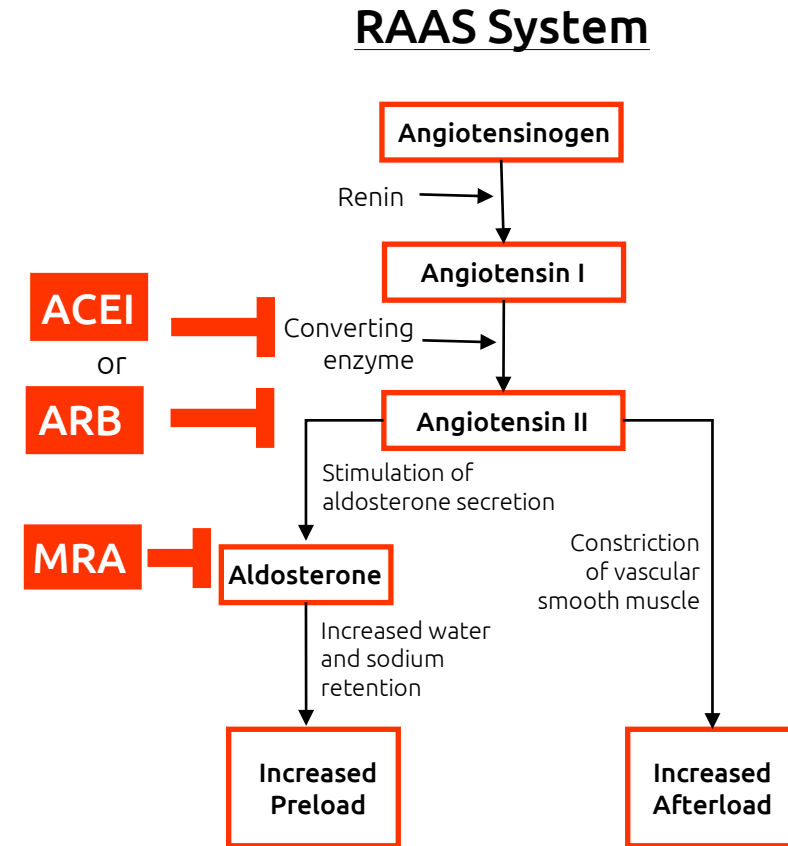 RAAS System
Angiotensinogen
Renin
Angiotensin I
ACEI
Converting
enzyme
or
ARB
Angiotensin II
Stimulation of
aldosterone secretion
Constriction
of vascular
smooth muscle
MRA
Aldosterone
Increased water
and sodium
retention
Increased
Preload
Increased
Afterload